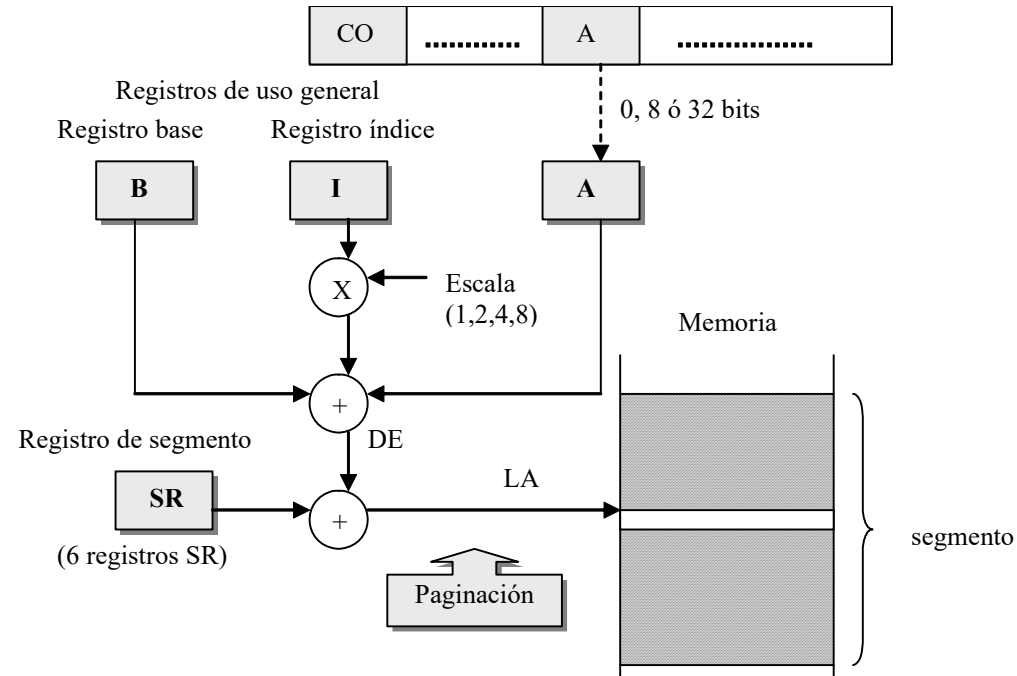 CO ............ A .................
Registros de uso general
0, 8 ó 32 bits
Registro base Registro índice
B I A
X
Escala
(1,2,4,8)
Memoria
+
Registro de segmento DE
SR
LA
+
(6 registros SR)
segmento
Paginación